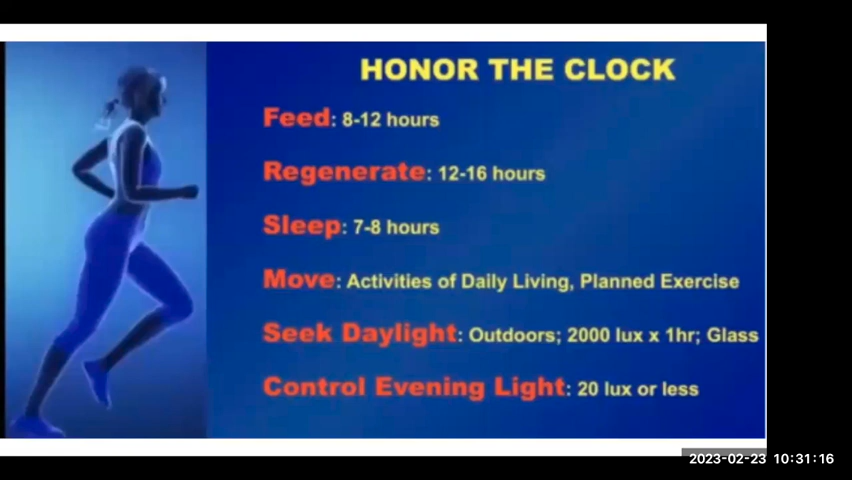 HONOR THE CLOCK
Feed: 8-12 hours
Regenerate: 12-16 hours
Sleep: 7-8 hours
Move: Activities of Daily Living, Planned Exercise
Seek Daylight: Outdoors; 2000 lux x 1hr; Glass
Control Evening Light: 20 lux or less
2023-02-23 10:31:16